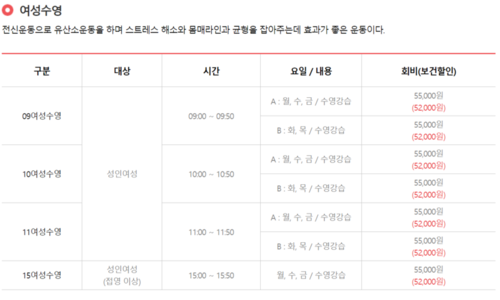 여성수영
전신운동으로 유산소운동을 하며 스트레스 해소와 몸매라인과 균형을 잡아주는데 효과가 좋은 운동이다.
구분 대상 시간 요일 / 내용 회비(보건할인)
09여성수영 성인여성 09:00 ~ 09:50 A : 월, 수, 금 / 수영강습 55,000원
(52,000원)
B : 화, 목 / 수영강습 55,000원
(52,000원)
10여성수영 10:00 ~ 10:50 A : 월, 수, 금 / 수영강습 55,000원
(52,000원)
B : 화, 목 / 수영강습 55,000원
(52,000원)
11여성수영 11:00 ~ 11:50 A : 월, 수, 금 / 수영강습 55,000원
(52,000원)
B : 화, 목 / 수영강습 55,000원
(52,000원)
15여성수영 성인여성
(접영 이상) 15:00 ~ 15:50 월, 수, 금 / 수영강습 55,000원
(52,000원)